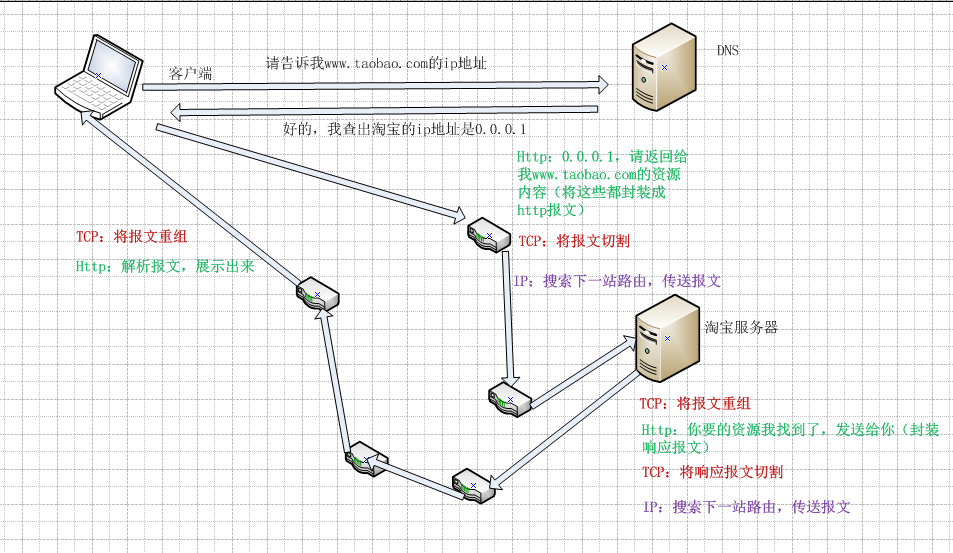 请告诉我www.taobao.com的ip地址
DNS
客户端
好的，我查出淘宝的ip地址是0.0.0.1
Http：0.0.0.1，请返回给
我www.taobao.com的资源
内容（将这些都封装成
http报文）
TCP：将报文切割
IP：搜索下一站路由，传送报文
TCP：将报文重组
Http：解析报文，展示出来
淘宝服务器
TCP：将报文重组
Http：你要的资源我找到了，发送给你（封装
响应报文）
TCP：将响应报文切割
IP：搜索下一站路由，传送报文